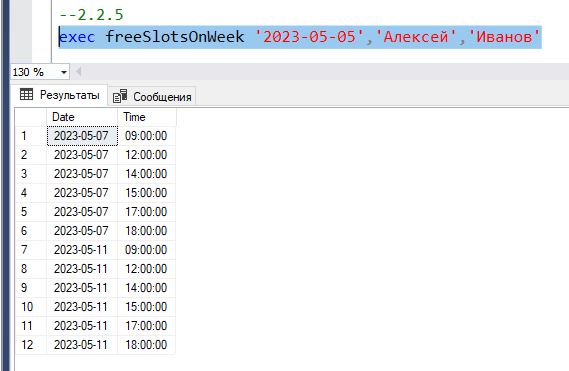 --2.2.5
exec freeSlotsOnWeek '2023-05-05','Алексей','Иванов'
130 %
Результаты Сообщения
Date Time
1 2023-05-07 09:00:00
2 2023-05-07 12:00:00
3 2023-05-07 14:00:00
4 2023-05-07 15:00:00
5 2023-05-07 17:00:00
6 2023-05-07 18:00:00
7 2023-05-11 09:00:00
8 2023-05-11 12:00:00
9 2023-05-11 14:00:00
10 2023-05-11 15:00:00
11 2023-05-11 17:00:00
12 2023-05-11 18:00:00